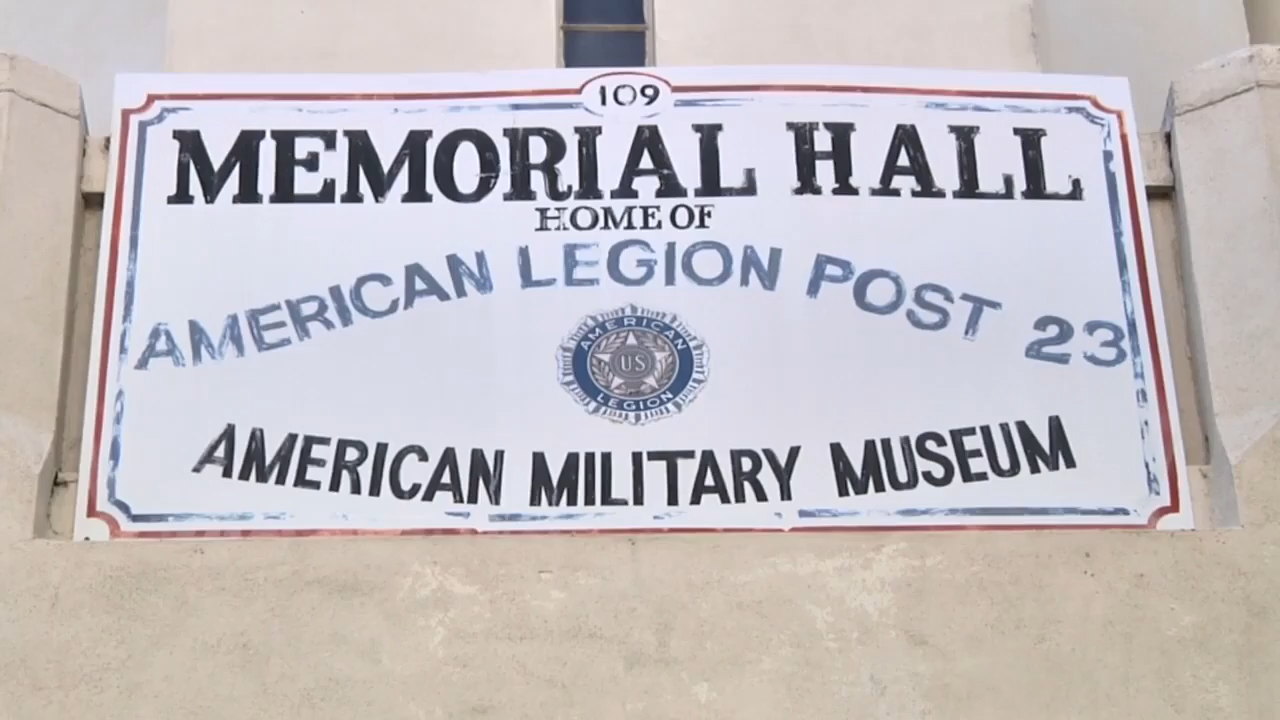 109
MEMORIAL HALL
HOME OF
AMERICAN LEGION POST 23
AMERICAN
US
LEGION
AMERICAN MILITARY MUSEUM